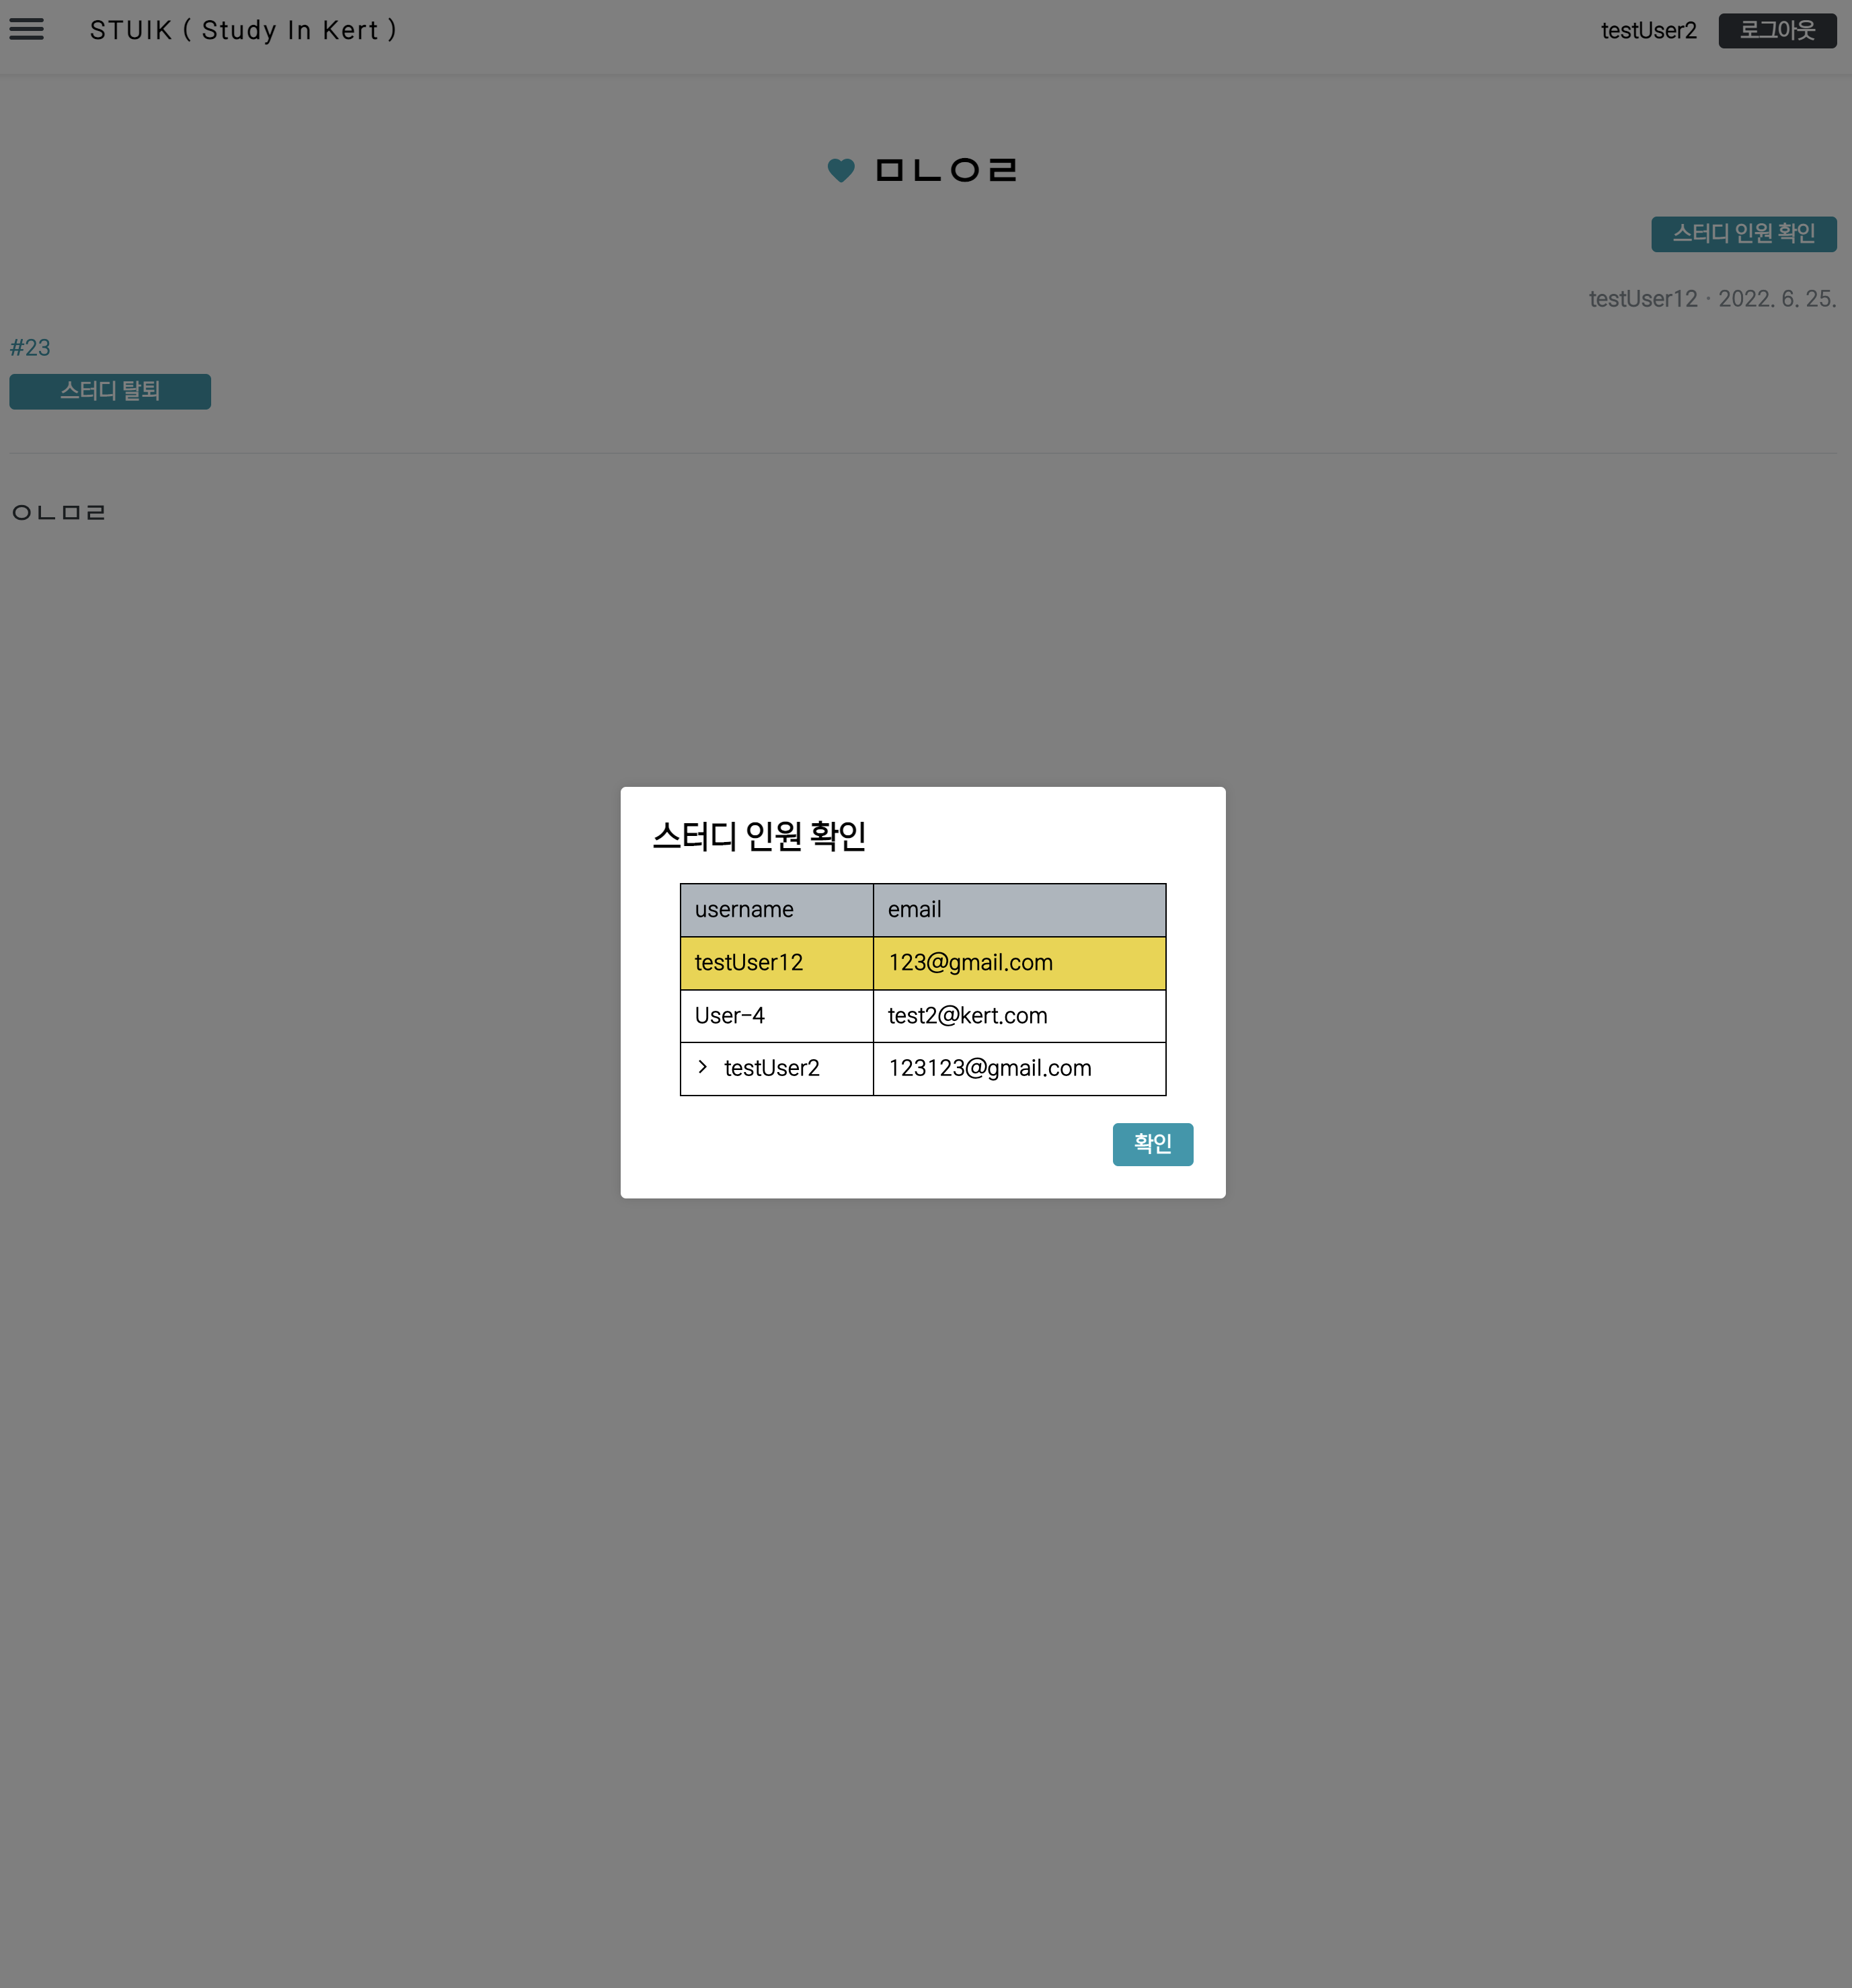 STUIK ( Study In Kert )
testUser2 로그아웃
ㅁㄴㅇㄹ
스터디 인원 확인
testUser12 · 2022. 6. 25.
#23
스터디 탈퇴
ㅇㄴㅁㄹ
스터디 인원 확인
username email
testUser12 123@gmail.com
User-4 test2@kert.com
> testUser2 123123@gmail.com
확인